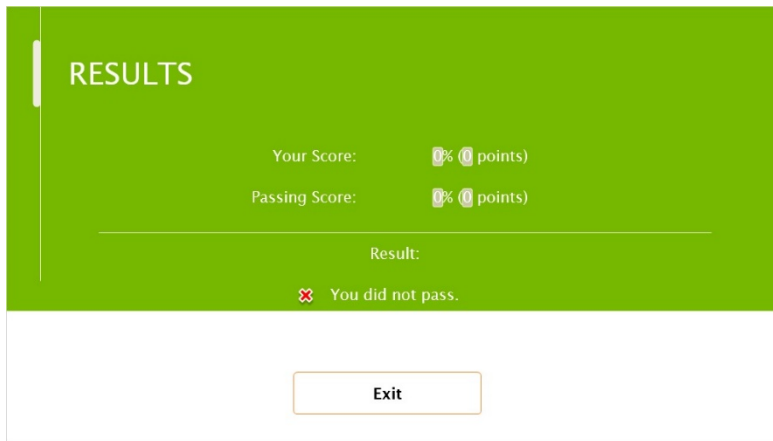 RESULTS
Your Score: 0% (0 points)
Passing Score: 0% (0 points)
Result:
You did not pass.
Exit